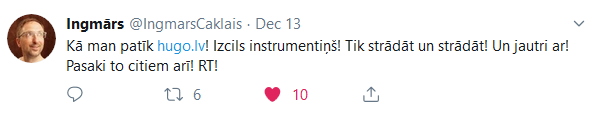 Ingmārs @IngmarsCaklais · Dec 13
Kā man patīk hugo.lv! Izcils instrumentiņš! Tik strādāt un strādāt! Un jautri ar!
Pasaki to citiem arī! RT!
6 10